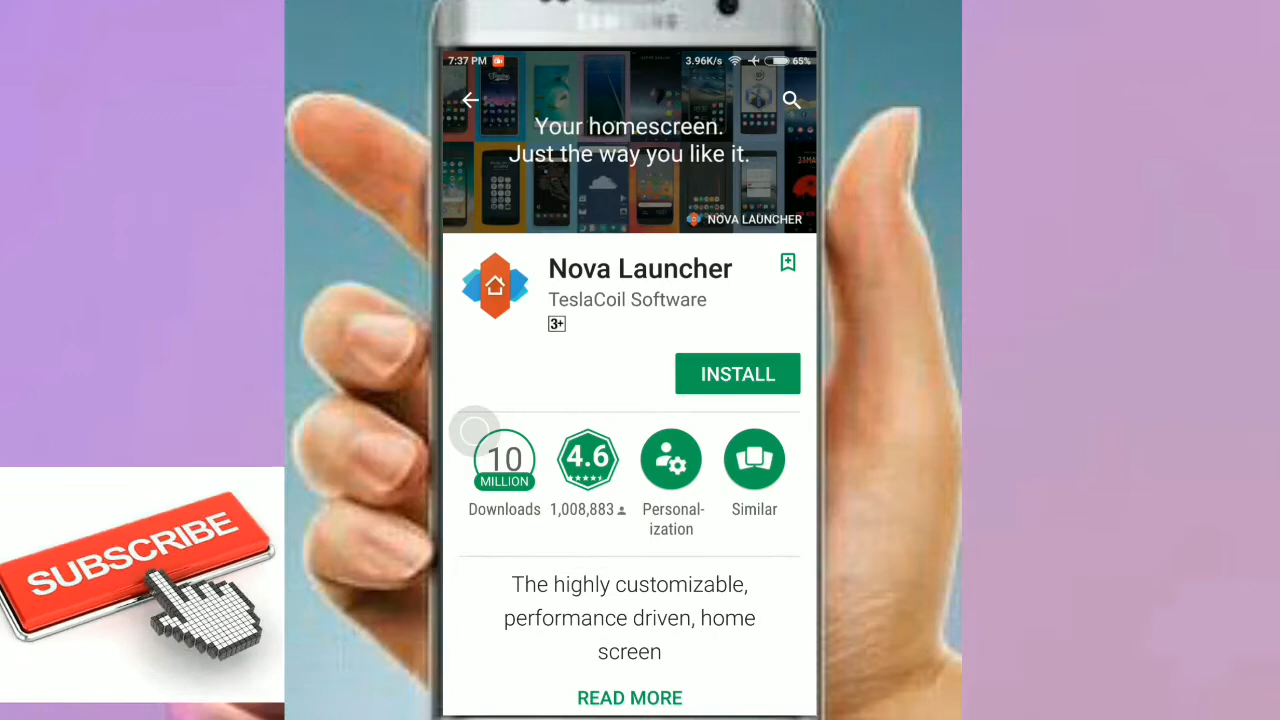 7:37 PM
3.96K/s
65%
Your homescreen.
Just the way you like it.
NOVA LAUNCHER
Nova Launcher
TeslaCoil Software
3+
INSTALL
10
MILLION
4.6
Downloads
1,008,883
Personal-
ization
Similar
The highly customizable,
performance driven, home
screen
READ MORE
SUBSCRIBE